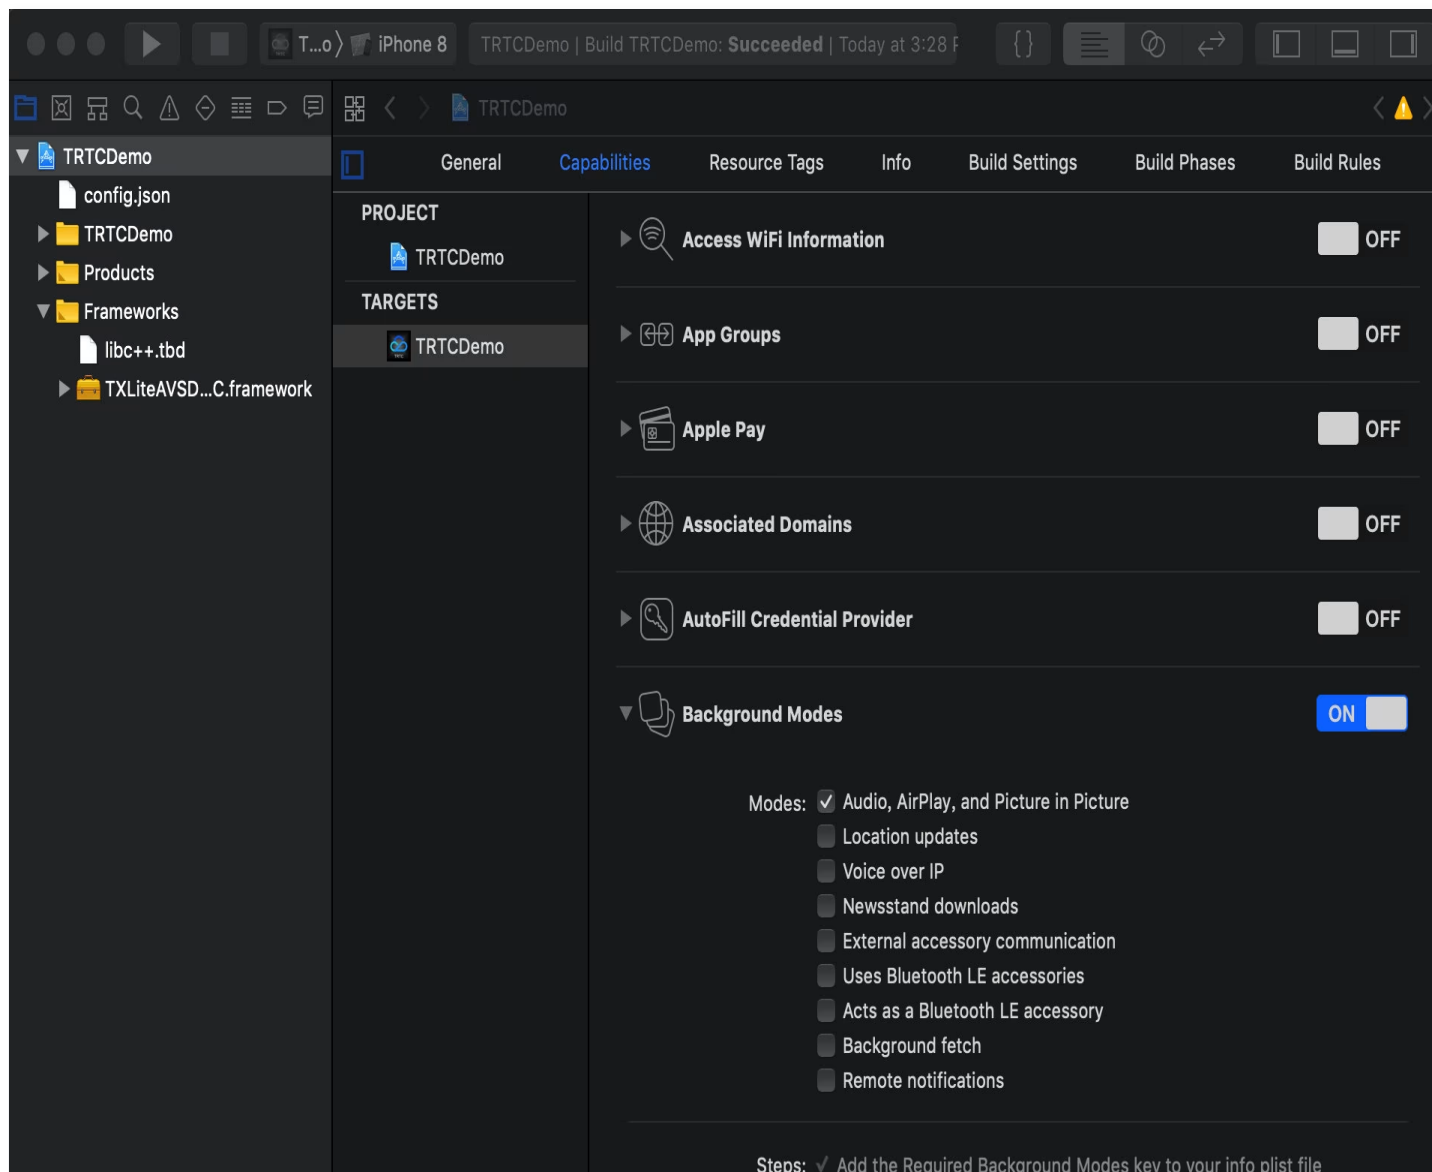 T...o 〉 iPhone 8
TRTCDemo | Build TRTCDemo: Succeeded | Today at 3:28
{}
TRTCDemo
TRTCDemo
config.json
TRTCDemo
Products
Frameworks
libc++.tbd
TXLiteAVSD...C.framework
General Capabilities Resource Tags Info Build Settings Build Phases Build Rules
PROJECT
TRTCDemo
TARGETS
TRTCDemo
Access WiFi Information OFF
App Groups OFF
Apple Pay OFF
Associated Domains OFF
AutoFill Credential Provider OFF
Background Modes ON
Modes: Audio, AirPlay, and Picture in Picture
Location updates
Voice over IP
Newsstand downloads
External accessory communication
Uses Bluetooth LE accessories
Acts as a Bluetooth LE accessory
Background fetch
Remote notifications
Steps: ✓ Add the Required Background Modes key to your info plist file